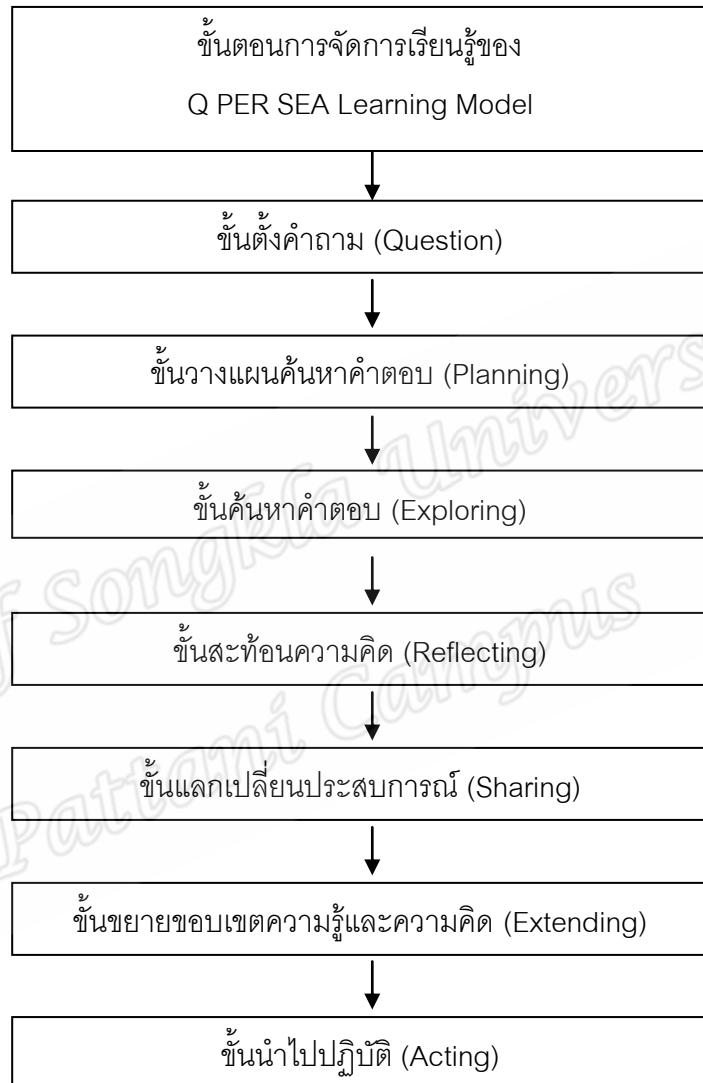 ขั้นตอนการจัดการเรียนรู้ของ
Q PER SEA Learning Model
ขั้นตั้งคำถาม (Question)
ขั้นวางแผนค้นหาคำตอบ (Planning)
ขั้นค้นหาคำตอบ (Exploring)
ขั้นสะท้อนความคิด (Reflecting)
ขั้นแลกเปลี่ยนประสบการณ์ (Sharing)
ขั้นขยายขอบเขตความรู้และความคิด (Extending)
ขั้นนำไปปฏิบัติ (Acting)
f Songkla Univers
Pattani Campus